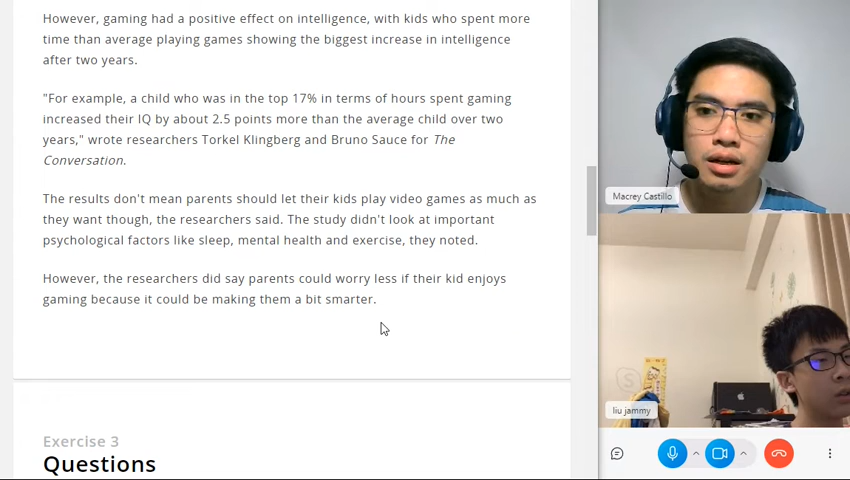 However, gaming had a positive effect on intelligence, with kids who spent more
time than average playing games showing the biggest increase in intelligence
after two years.
"For example, a child who was in the top 17% in terms of hours spent gaming
increased their IQ by about 2.5 points more than the average child over two
years," wrote researchers Torkel Klingberg and Bruno Sauce for The
Conversation.
The results don't mean parents should let their kids play video games as much as
they want though, the researchers said. The study didn't look at important
psychological factors like sleep, mental health and exercise, they noted.
However, the researchers did say parents could worry less if their kid enjoys
gaming because it could be making them a bit smarter.
Exercise 3
Questions
Macrey Castillo
liu jammy